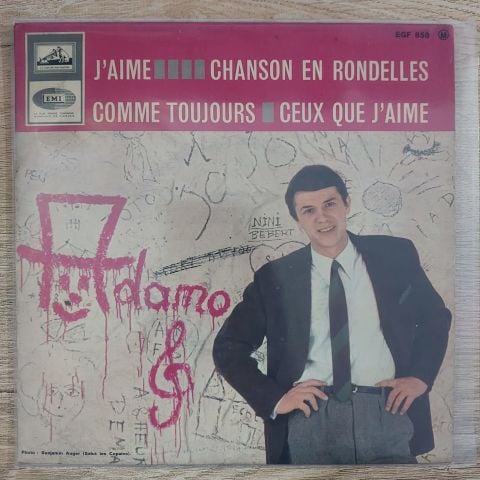 EGF 858 M
J'AIME CHANSON EN RONDELLES
COMME TOUJOURS CEUX QUE J'AIME
EMI
NINI
BEBERT
Adamo
Photo : Benjamin Auger (Salut les Copains).